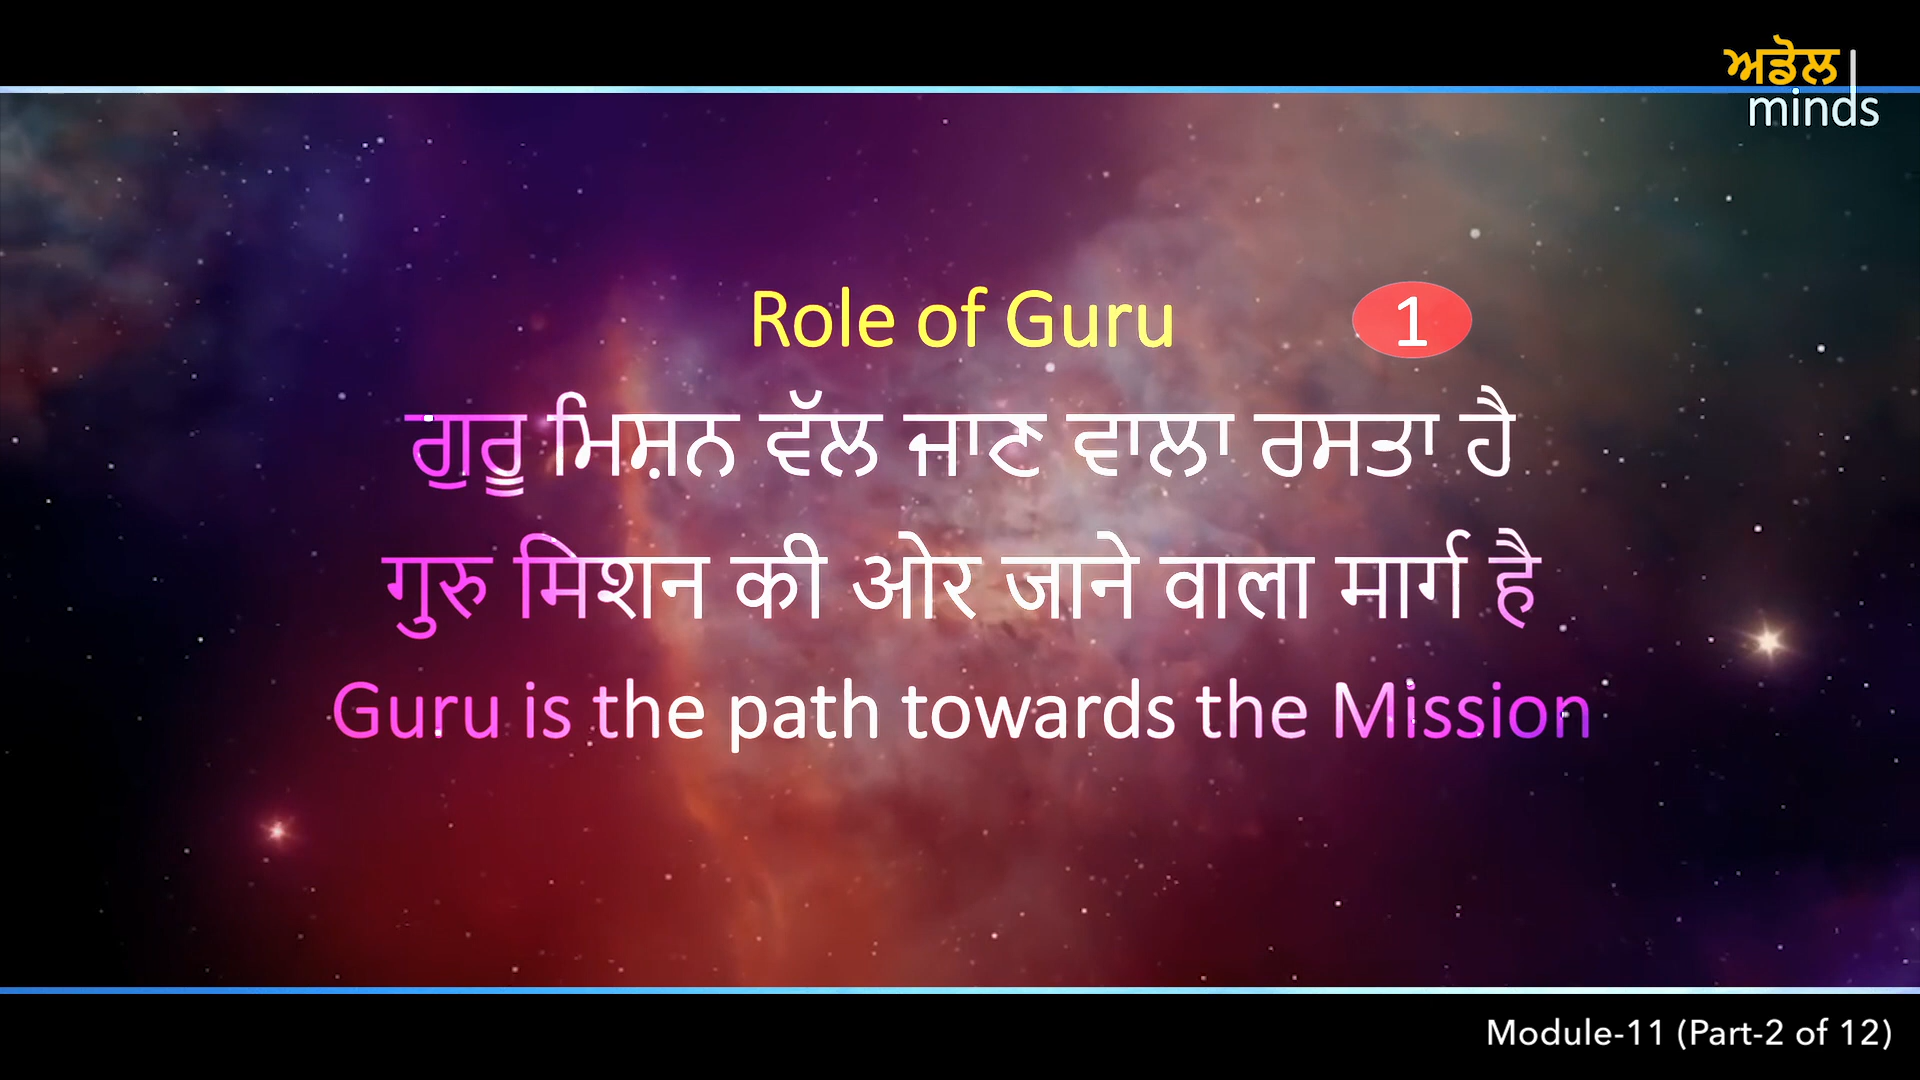 ਅਡੋਲ
minds
Role of Guru 1
ਗੁਰੂ ਮਿਸ਼ਨ ਵੱਲ ਜਾਣ ਵਾਲਾ ਰਸਤਾ ਹੈ
गुरु मिशन की ओर जाने वाला मार्ग है
Guru is the path towards the Mission
Module-11 (Part-2 of 12)